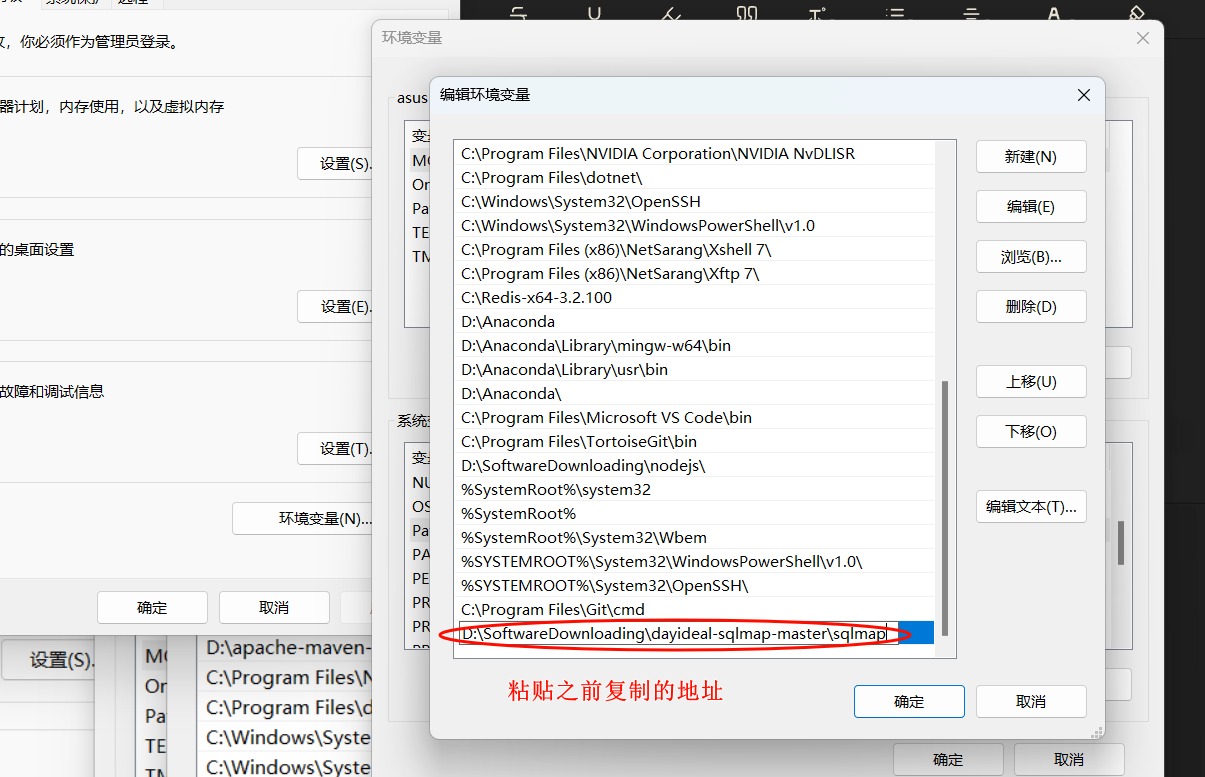 系统保护
远程
，你必须作为管理员登录。
器计划，内存使用，以及虚拟内存
设置(S)...
的桌面设置
设置(E)...
故障和调试信息
设置(T)...
环境变量(N)...
确定
取消
环境变量
asus
变
MO
On
Pa
TE
TM
系统变
变
NU
OS
Pa
PA
PE
PR
PR
确定
取消
编辑环境变量
C:\Program Files\NVIDIA Corporation\NVIDIA NvDLISR
C:\Program Files\dotnet\
C:\Windows\System32\OpenSSH
C:\Windows\System32\WindowsPowerShell\v1.0
C:\Program Files (x86)\NetSarang\Xshell 7\
C:\Program Files (x86)\NetSarang\Xftp 7\
C:\Redis-x64-3.2.100
D:\Anaconda
D:\Anaconda\Library\mingw-w64\bin
D:\Anaconda\Library\usr\bin
D:\Anaconda\
C:\Program Files\Microsoft VS Code\bin
C:\Program Files\TortoiseGit\bin
D:\SoftwareDownloading\nodejs\
%SystemRoot%\system32
%SystemRoot%
%SystemRoot%\System32\Wbem
%SYSTEMROOT%\System32\WindowsPowerShell\v1.0\
%SYSTEMROOT%\System32\OpenSSH\
C:\Program Files\Git\cmd
D:\SoftwareDownloading\dayideal-sqlmap-master\sqlmap
新建(N)
编辑(E)
浏览(B)...
删除(D)
上移(U)
下移(O)
编辑文本(T)...
粘贴之前复制的地址
确定
取消
设置(S).
MO
On
Pa
TE
TM
D:\apache-maven-
C:\Program Files\N
C:\Program Files\d
C:\Windows\Syste
C:\Windows\Syste